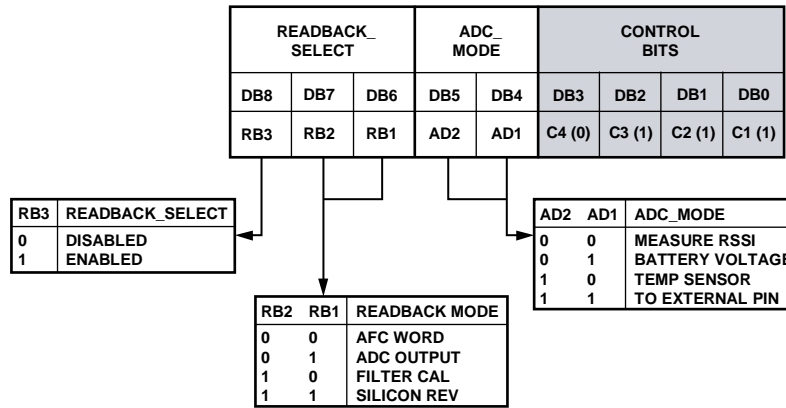 READBACK_
SELECT
ADC_
MODE
CONTROL
BITS
DB8 DB7 DB6 DB5 DB4 DB3 DB2 DB1 DB0
RB3 RB2 RB1 AD2 AD1 C4 (0) C3 (1) C2 (1) C1 (1)
RB3 READBACK_SELECT
0 DISABLED
1 ENABLED
AD2 AD1 ADC_MODE
0 0 MEASURE RSSI
0 1 BATTERY VOLTAGE
1 0 TEMP SENSOR
1 1 TO EXTERNAL PIN
RB2 RB1 READBACK MODE
0 0 AFC WORD
0 1 ADC OUTPUT
1 0 FILTER CAL
1 1 SILICON REV